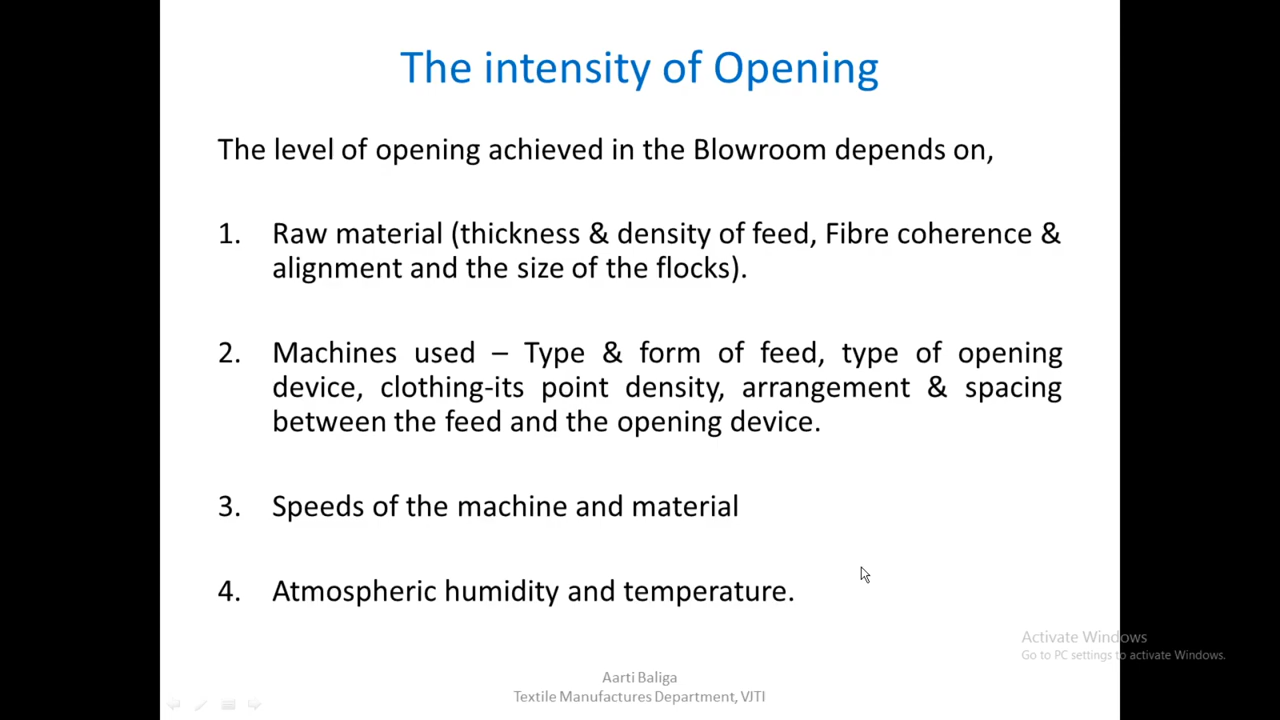 The intensity of Opening
The level of opening achieved in the Blowroom depends on,
1. Raw material (thickness & density of feed, Fibre coherence &
alignment and the size of the flocks).
2. Machines used – Type & form of feed, type of opening
device, clothing-its point density, arrangement & spacing
between the feed and the opening device.
3. Speeds of the machine and material
4. Atmospheric humidity and temperature.
Activate Windows
Go to PC settings to activate Windows.
Aarti Baliga
Textile Manufactures Department, VJTI